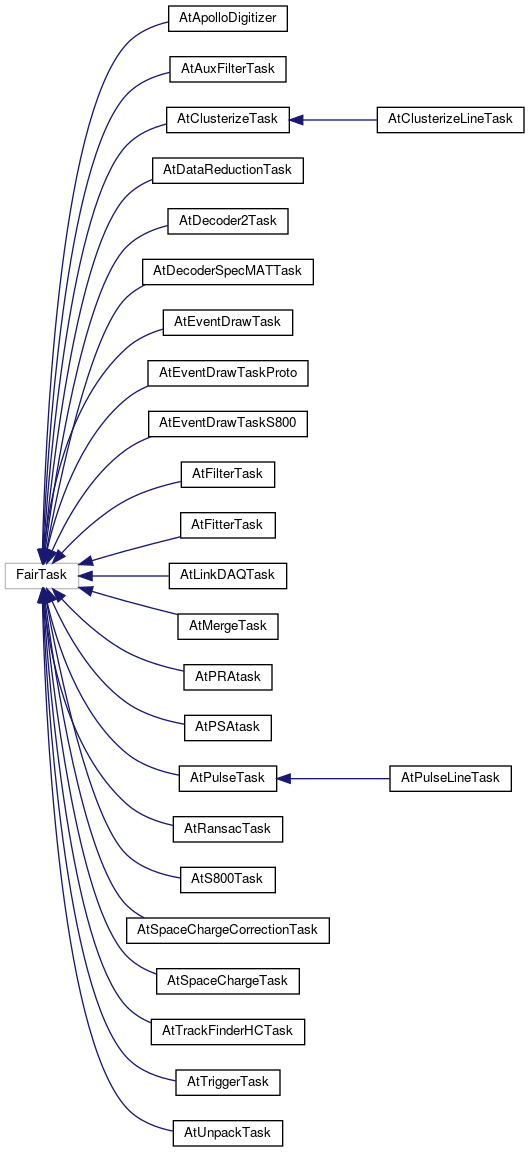 AtApolloDigitizer
AtAuxFilterTask
AtClusterizeTask
AtClusterizeLineTask
AtDataReductionTask
AtDecoder2Task
AtDecoderSpecMATTask
AtEventDrawTask
AtEventDrawTaskProto
AtEventDrawTaskS800
AtFilterTask
AtFitterTask
FairTask
AtLinkDAQTask
AtMergeTask
AtPRAtask
AtPSAtask
AtPulseTask
AtPulseLineTask
AtRansacTask
AtS800Task
AtSpaceChargeCorrectionTask
AtSpaceChargeTask
AtTrackFinderHCTask
AtTriggerTask
AtUnpackTask